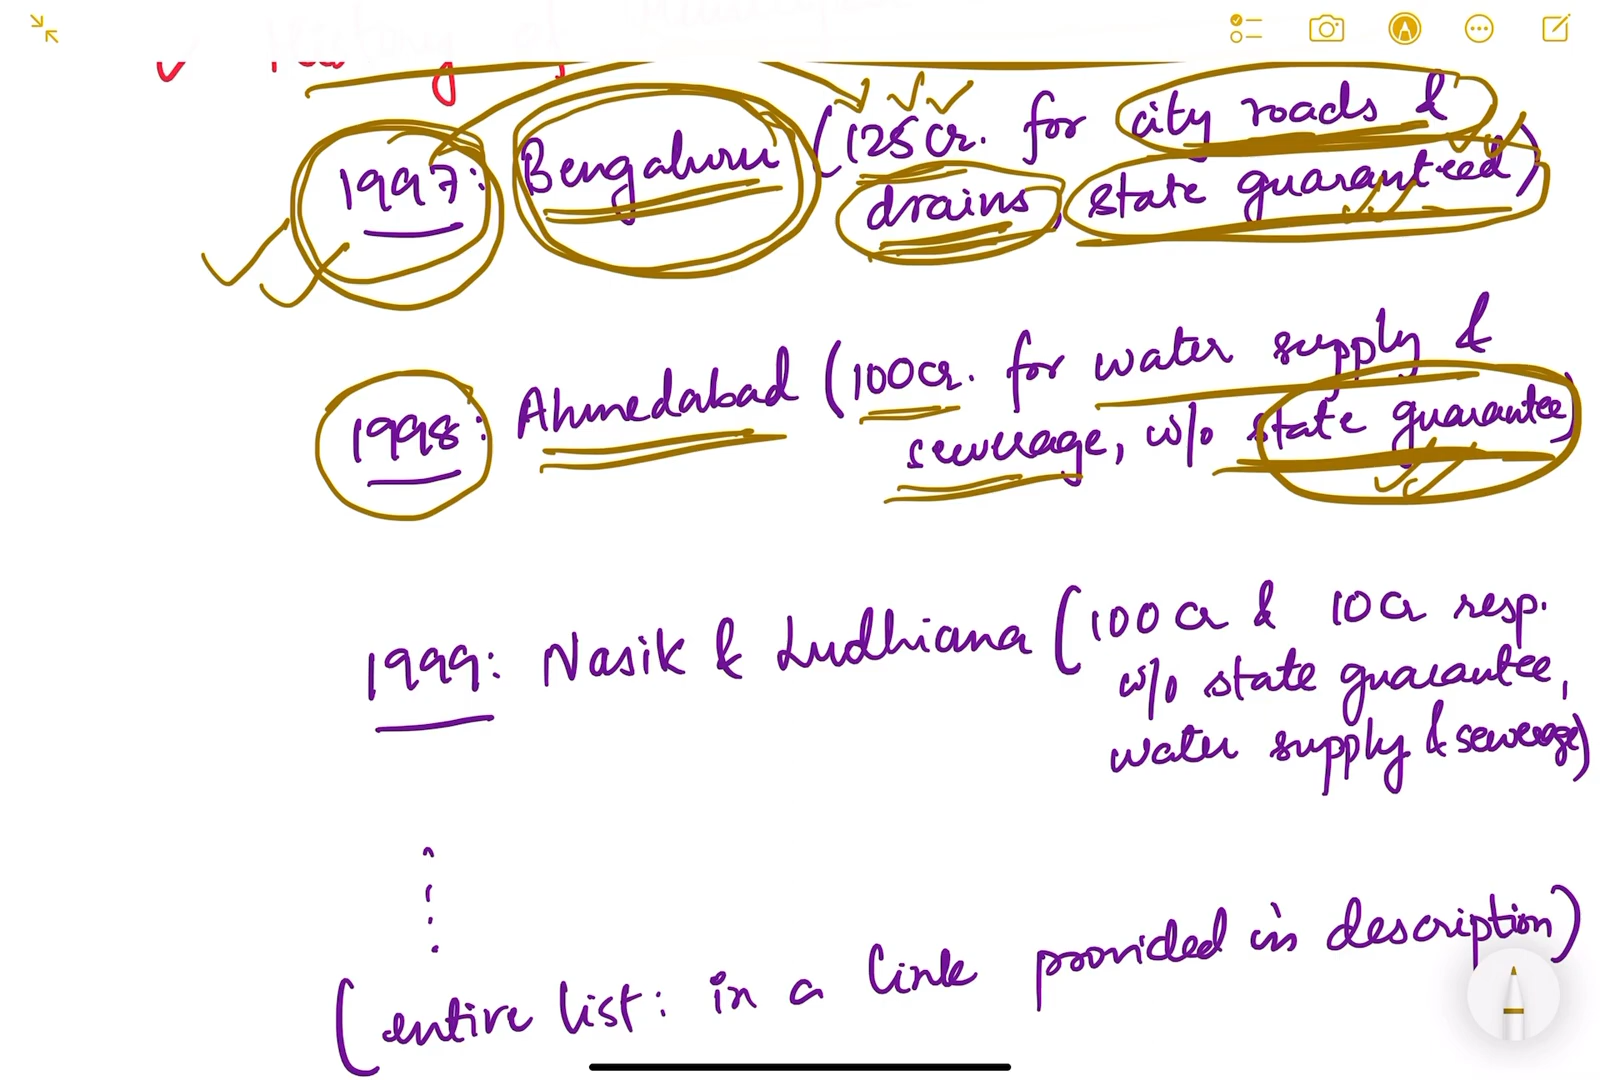 History of
1997: Bengaluru (125 Cr. for city roads &
drains, state guaranteed)
1998: Ahmedabad (100 Cr. for water supply &
sewerage, w/o state guarantee)
1999: Nasik & Ludhiana (100 Cr & 10 Cr resp.
w/o state guarantee,
water supply & sewerage)
(entire list: in a link provided in description)